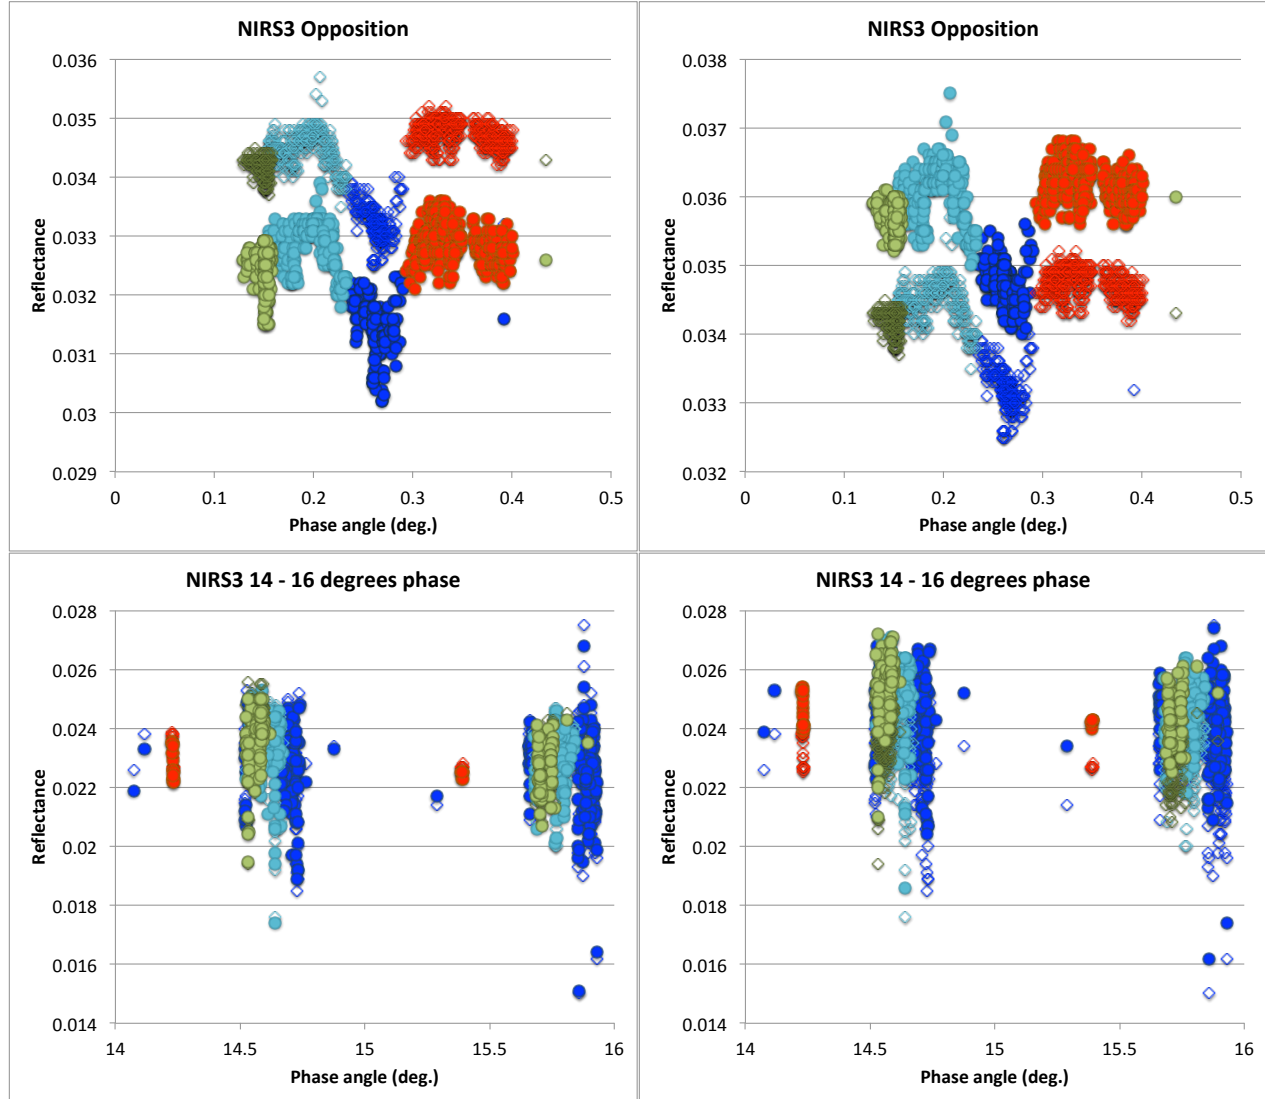 NIRS3 Opposition
0.036
0.035
0.034
0.033
0.032
0.031
0.03
0.029
Reflectance
0 0.1 0.2 0.3 0.4 0.5
Phase angle (deg.)
NIRS3 Opposition
0.038
0.037
0.036
0.035
0.034
0.033
0.032
Reflectance
0 0.1 0.2 0.3 0.4 0.5
Phase angle (deg.)
NIRS3 14 - 16 degrees phase
0.028
0.026
0.024
0.022
0.02
0.018
0.016
0.014
Reflectance
14 14.5 15 15.5 16
Phase angle (deg.)
NIRS3 14 - 16 degrees phase
0.028
0.026
0.024
0.022
0.02
0.018
0.016
0.014
Reflectance
14 14.5 15 15.5 16
Phase angle (deg.)